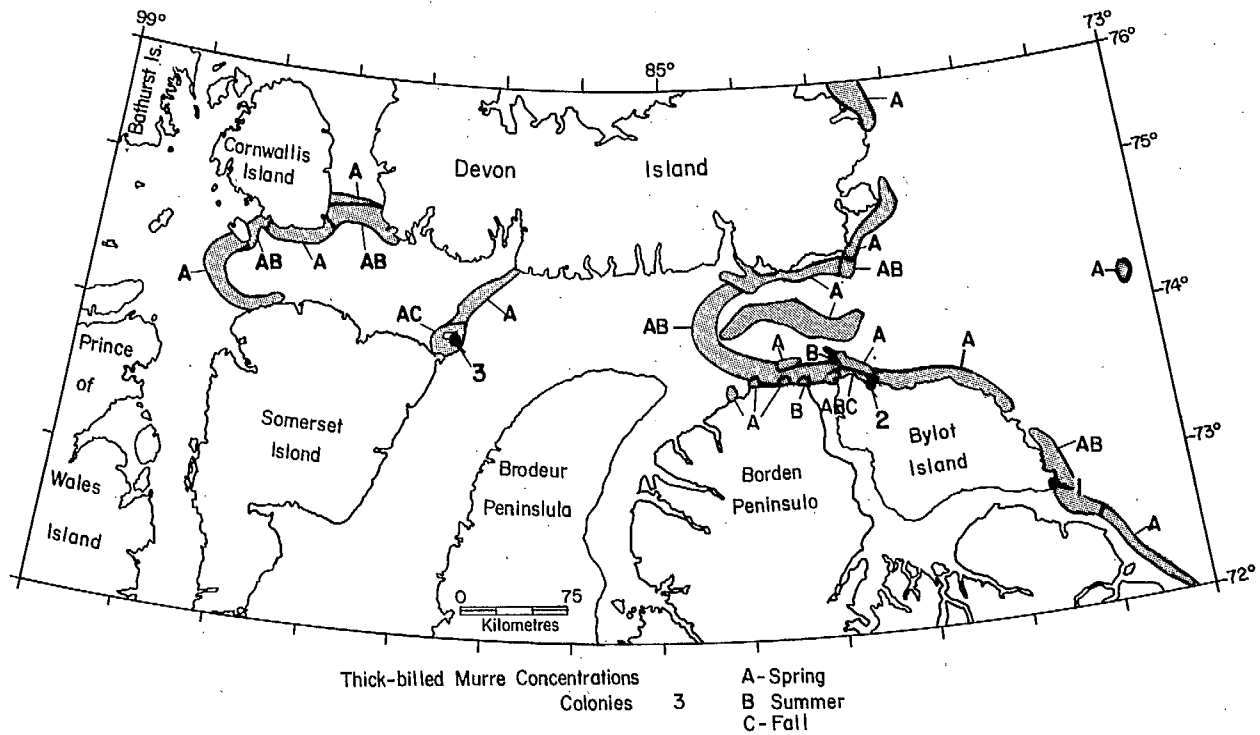 99°
73°
76°
85°
Bathurst Is.
A
75°
Cornwallis
Island
Devon
Island
A
A
AB
A
AB
A
AB
A
A
74°
AC
A
AB
3
A
B
A
A
Prince
of
Wales
Island
Somerset
Islond
Brodeur
Peninslula
A
B
ABC
2
Bylot
Island
73°
AB
1
Borden
Peninsulo
A
72°
0
75
Kilometres
Thick-billed Murre Concentrations
Colonies 3
A-Spring
B Summer
C-Fall